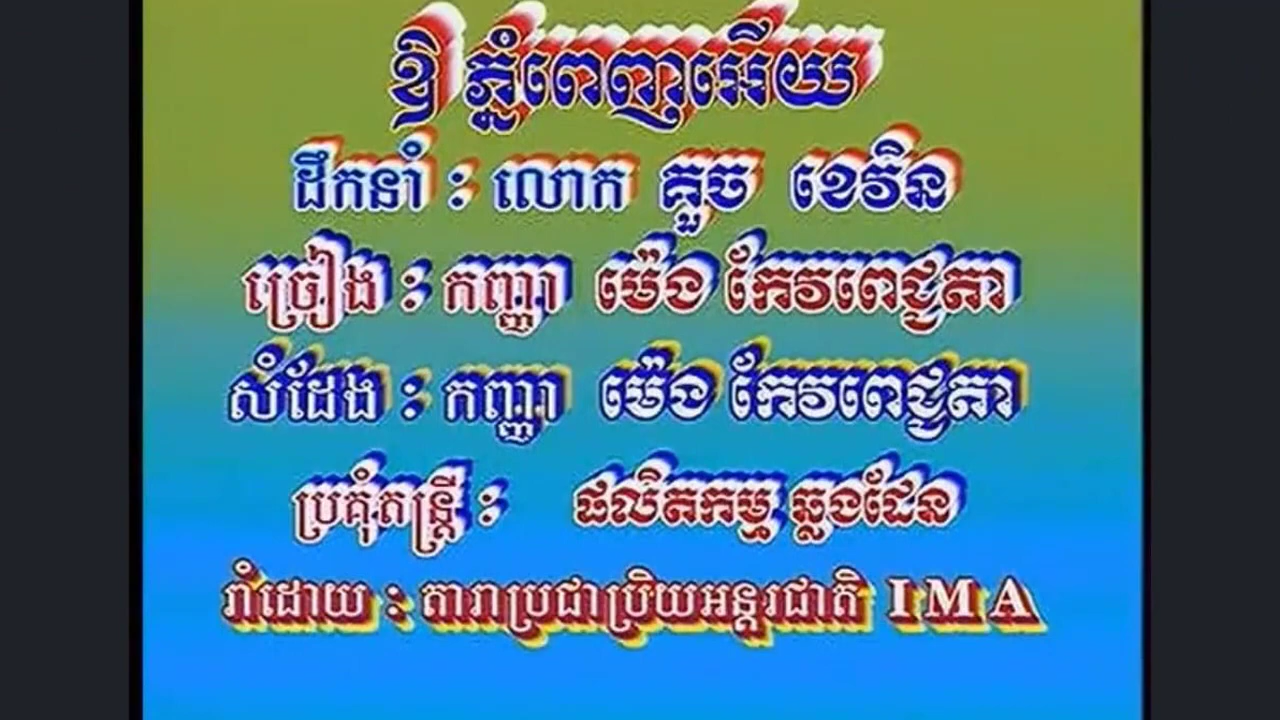 ឱ ភ្នំពេញអើយ
ដឹកនាំ : លោក គួច ខេវិន
ច្រៀង : កញ្ញា ម៉េង កែវពេជ្ជតា
សំដែង : កញ្ញា ម៉េង កែវពេជ្ជតា
ប្រគុំតន្ត្រី : ផលិតកម្ម ឆ្លងដែន
រាំដោយ : តារាប្រជាប្រិយអន្តរជាតិ IMA